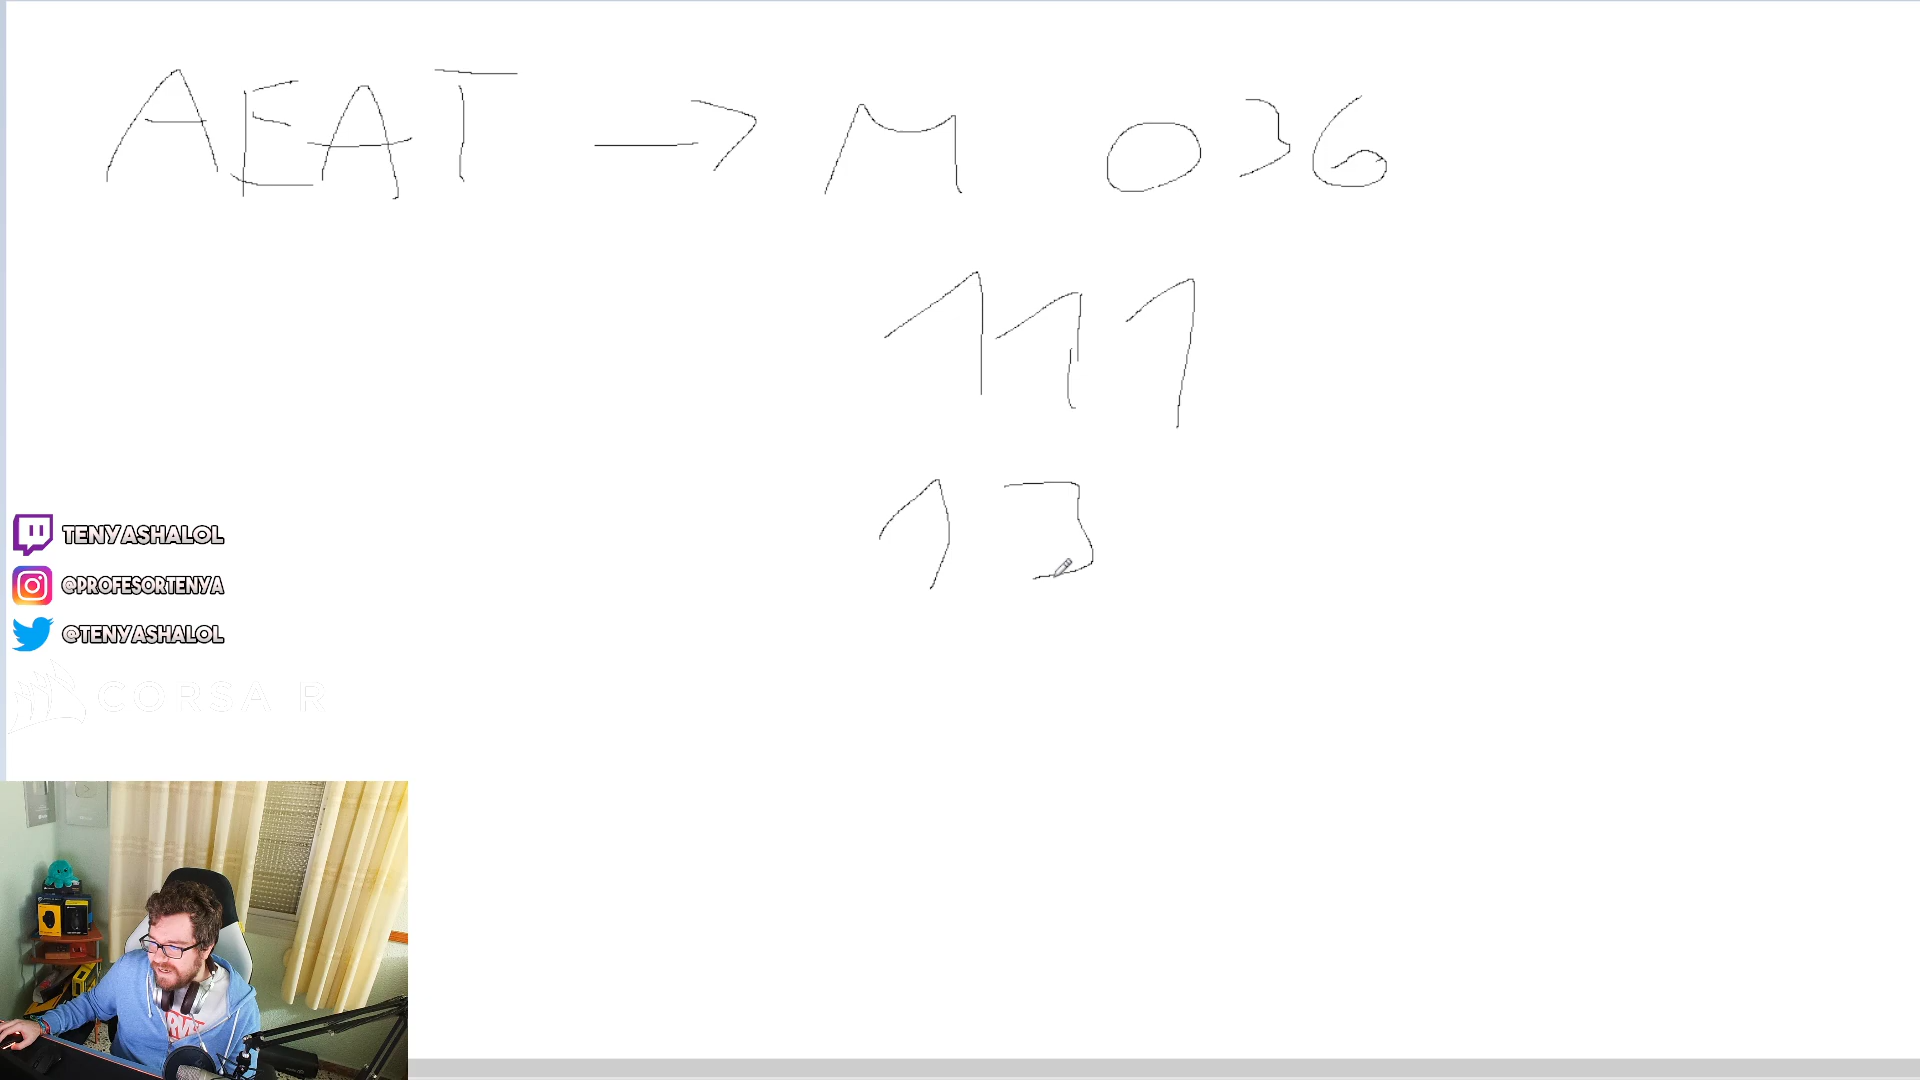 AEAT → M 036
111
13
TENYASHALOL
@PROFESORTENYA
@TENYASHALOL
CORSAIR